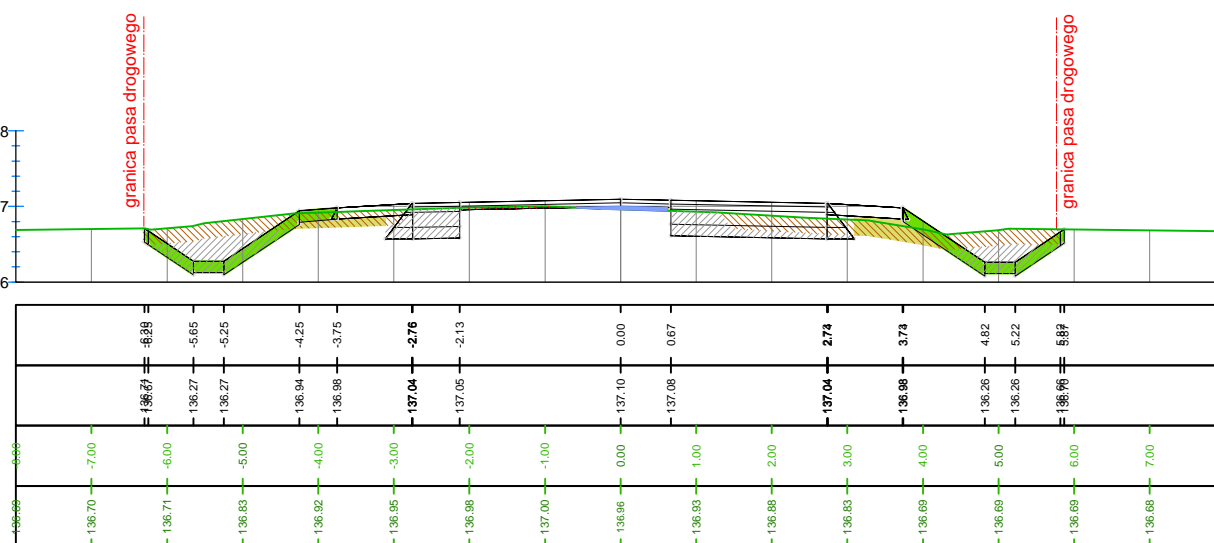 granica pasa drogowego
granica pasa drogowego
8
7
6
-6.25 -5.65 -5.25 -4.25 -3.75 -2.76 -2.13 0.00 0.67 3.73 4.82 5.22
136.27 136.27 136.94 136.98 137.04 137.05 137.10 137.08 137.04 136.98 136.26 136.26
-7.00 -6.00 -5.00 -4.00 -3.00 -2.00 -1.00 0.00 1.00 2.00 3.00 4.00 5.00 6.00 7.00
136.70 136.71 136.83 136.92 136.95 136.98 137.00 136.96 136.93 136.88 136.83 136.69 136.69 136.69 136.68